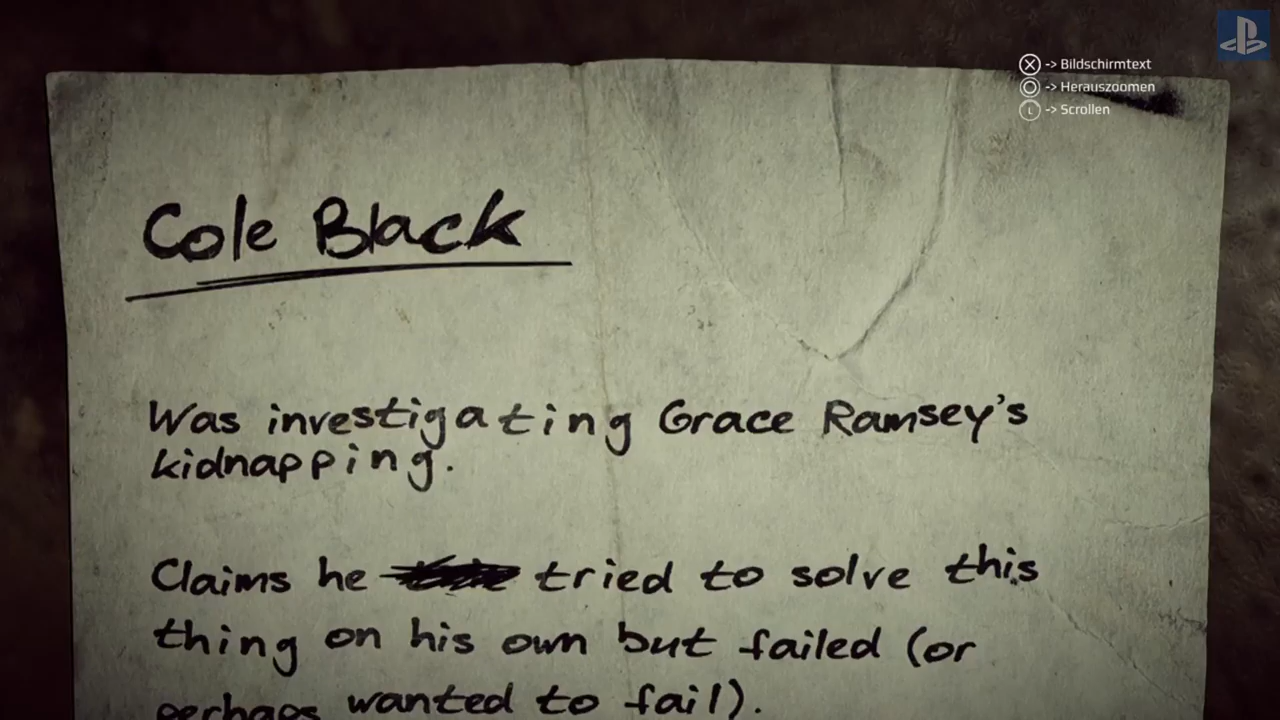 Ⓧ -> Bildschirmtext
◯ -> Herauszoomen
Ⓛ -> Scrollen
Cole Black
Was investigating Grace Ramsey's
kidnapping.
Claims he tried to solve this
thing on his own but failed (or
perhaps wanted to fail).